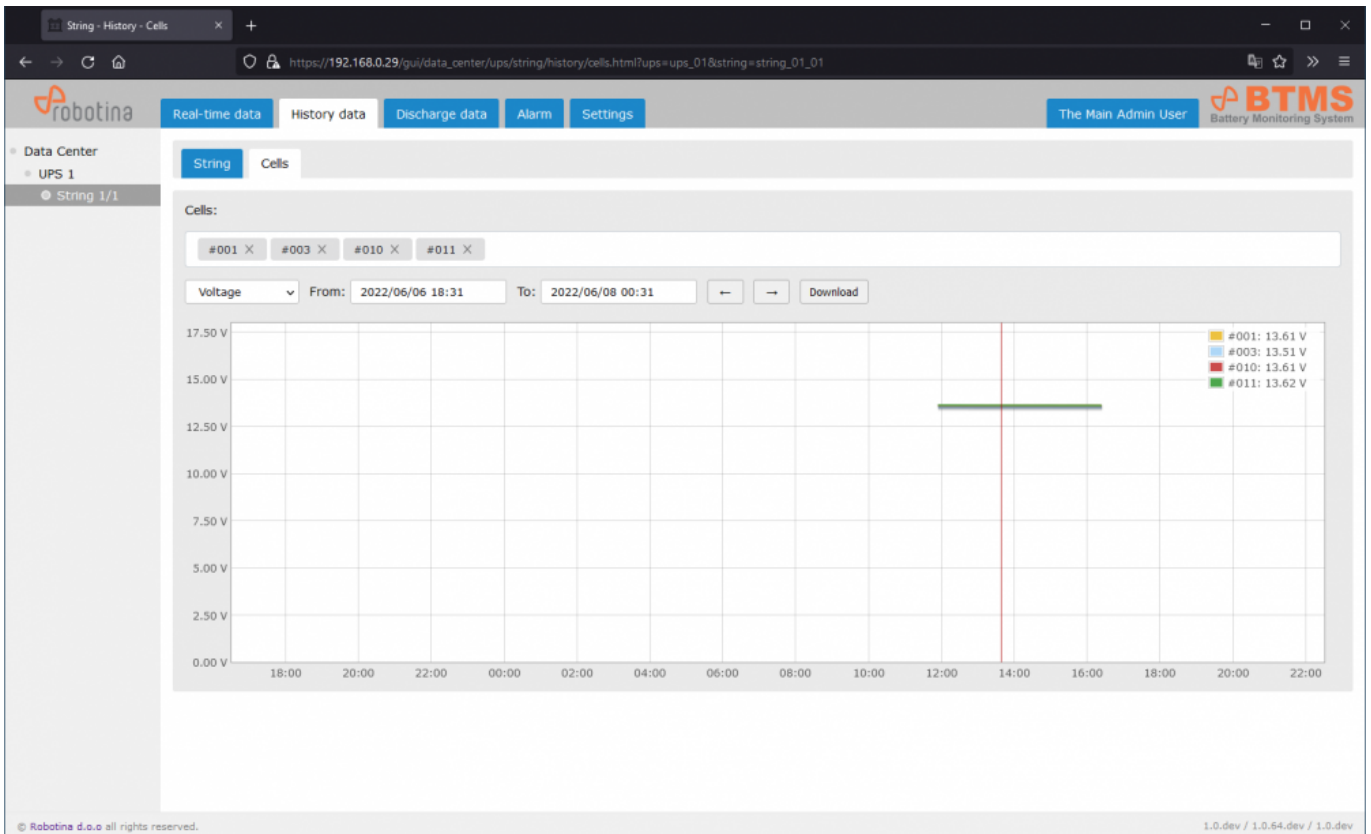 String - History - Cells
https://192.168.0.29/gui/data_center/ups/string/history/cells.html?ups=ups_01&string=string_01_01
robotina
Real-time data History data Discharge data Alarm Settings The Main Admin User
BTMS
Battery Monitoring System
Data Center
UPS 1
String 1/1
String Cells
Cells:
#001 #003 #010 #011
Voltage From: 2022/06/06 18:31 To: 2022/06/08 00:31 ← → Download
17.50 V
15.00 V
12.50 V
10.00 V
7.50 V
5.00 V
2.50 V
0.00 V
#001: 13.61 V
#003: 13.51 V
#010: 13.61 V
#011: 13.62 V
18:00 20:00 22:00 00:00 02:00 04:00 06:00 08:00 10:00 12:00 14:00 16:00 18:00 20:00 22:00
© Robotina d.o.o all rights reserved. 1.0.dev / 1.0.64.dev / 1.0.dev